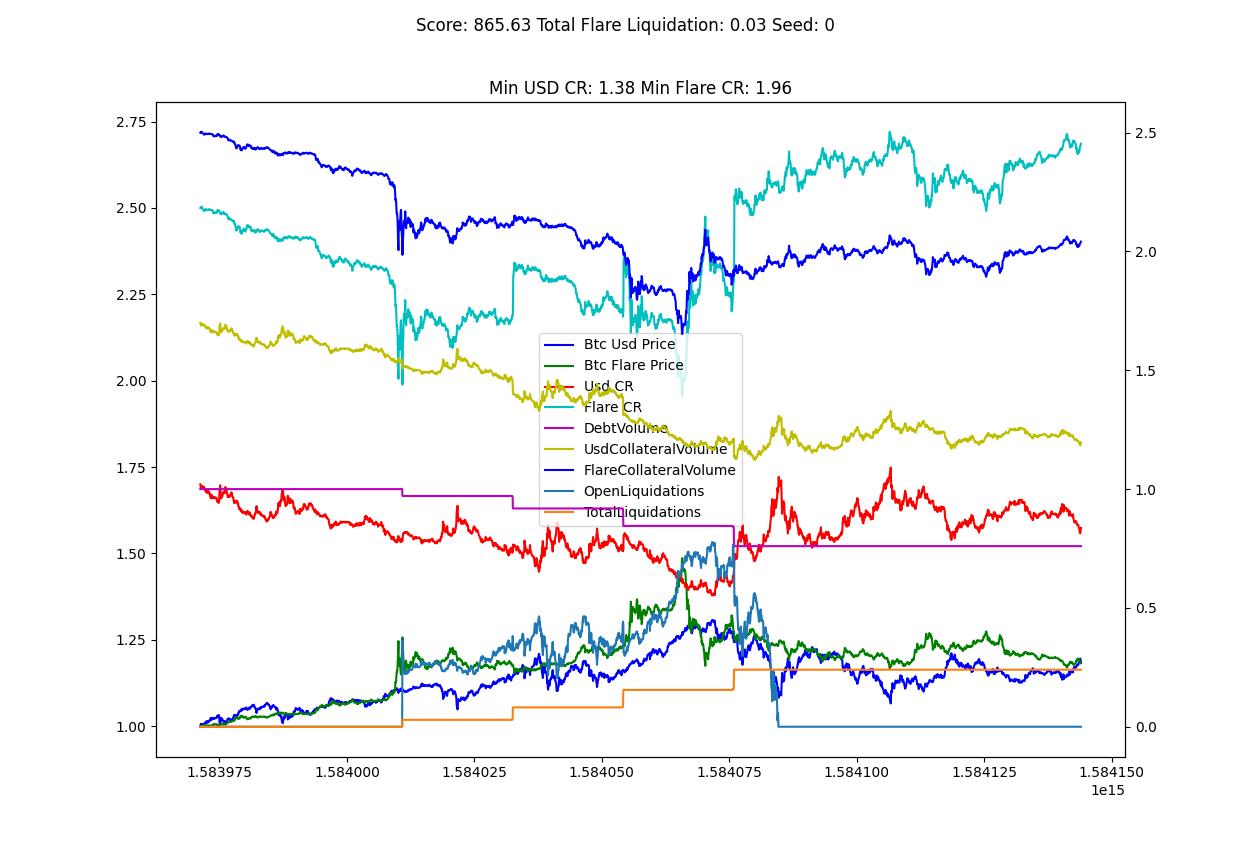 Score: 865.63 Total Flare Liquidation: 0.03 Seed: 0
Min USD CR: 1.38 Min Flare CR: 1.96
2.75
2.50
2.25
2.00
1.75
1.50
1.25
1.00
2.5
2.0
1.5
1.0
0.5
0.0
Btc Usd Price
Btc Flare Price
Usd CR
Flare CR
DebtVolume
UsdCollateralVolume
FlareCollateralVolume
OpenLiquidations
TotalLiquidations
1.583975 1.584000 1.584025 1.584050 1.584075 1.584100 1.584125 1.584150
1e15